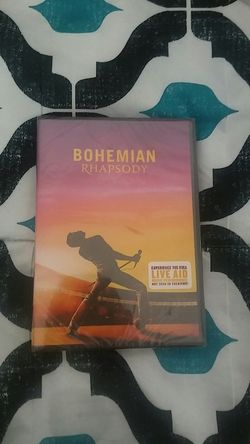 BOHEMIAN
RHAPSODY
EXPERIENCE THE FULL
LIVE AID
NOT SEEN IN THEATERS!